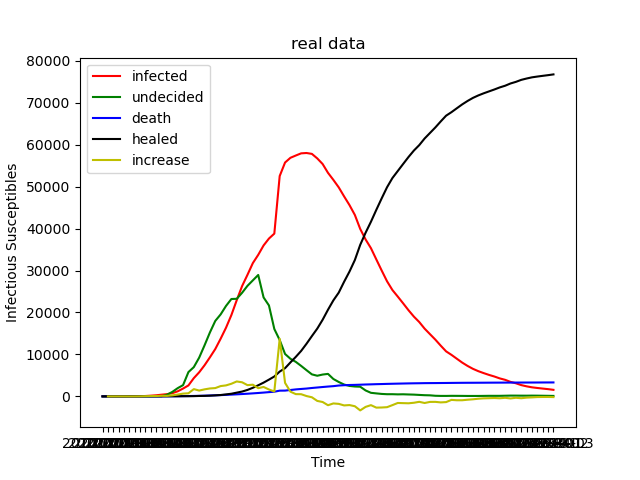 real data
80000
70000
60000
50000
40000
30000
20000
10000
0
infected
undecided
death
healed
increase
Infectious Susceptibles
Time